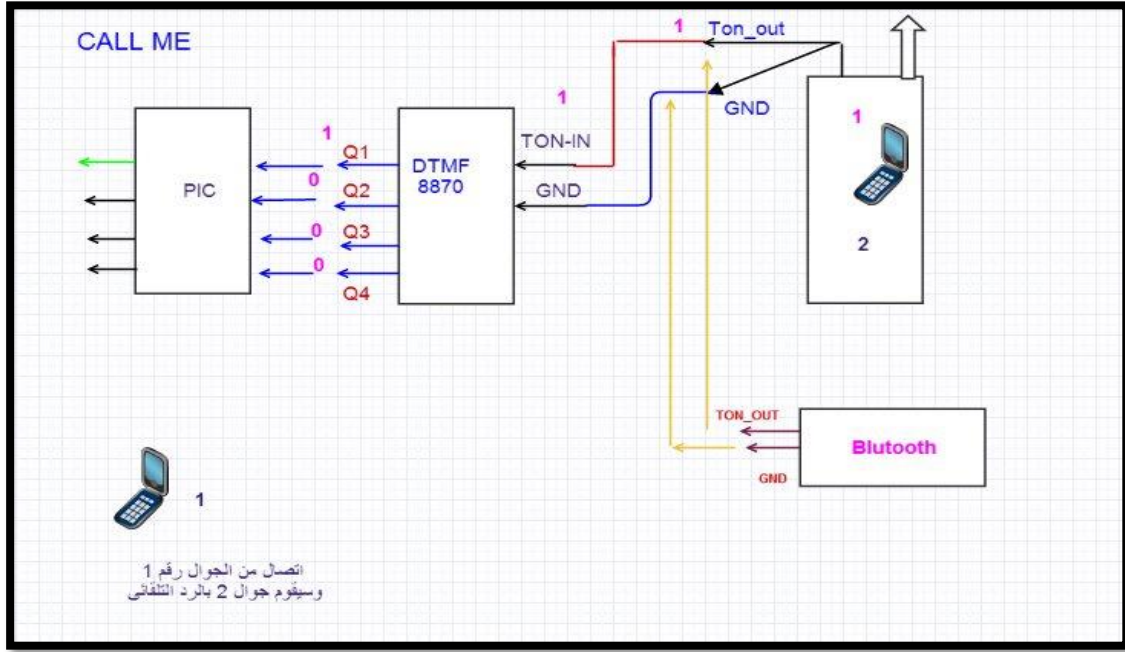 CALL ME
1
Ton_out
GND
1
TON-IN
GND
DTMF
8870
Q1
Q2
Q3
Q4
1
0
0
0
PIC
1
2
TON_OUT
GND
Blutooth
1
اتصال من الجوال رقم 1
وسيقوم جوال 2 بالرد التلقائى